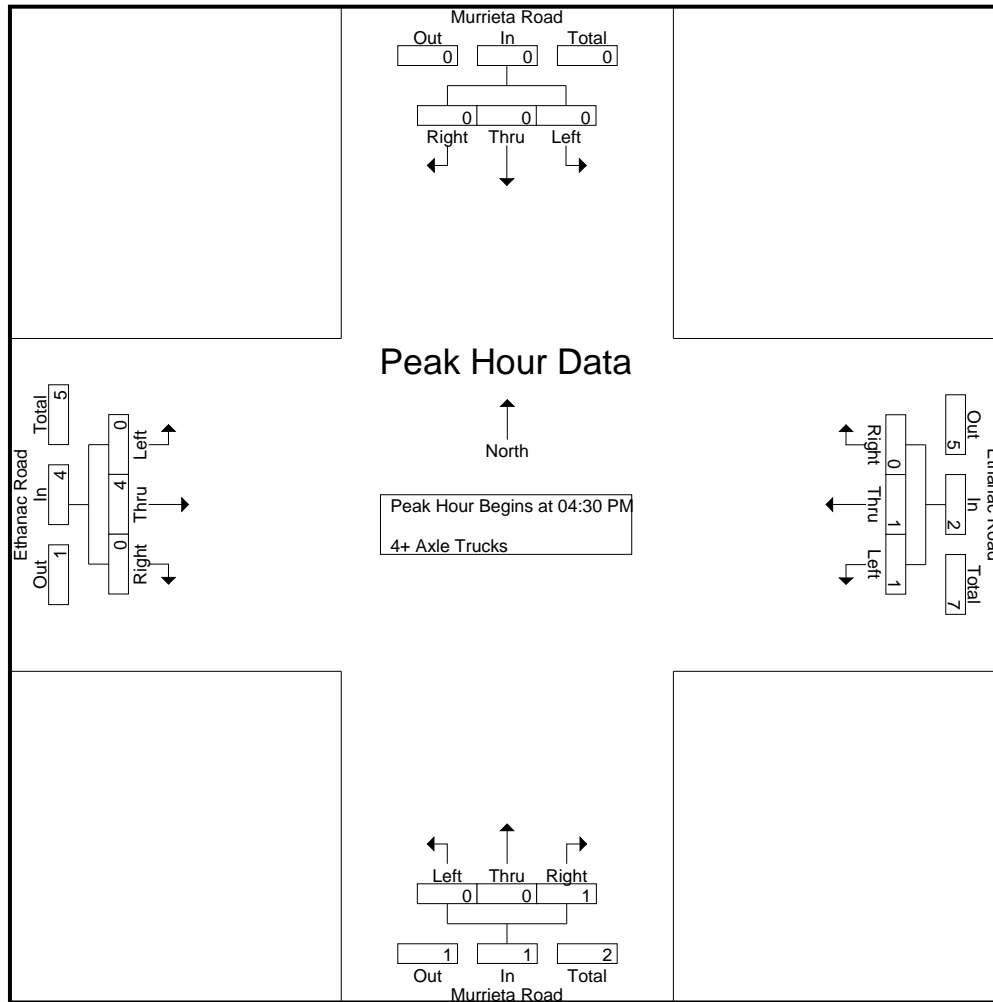 Murrieta Road
Out In Total
0 0 0
0 0 0
Right Thru Left
Peak Hour Data
North
Peak Hour Begins at 04:30 PM
4+ Axle Trucks
Ethanac Road
Out In Total
1 4 5
0 4 0
Right Thru Left
Ethanac Road
Out In Total
5 2 7
0 1 1
Right Thru Left
Left Thru Right
0 0 1
1 1 2
Out In Total
Murrieta Road